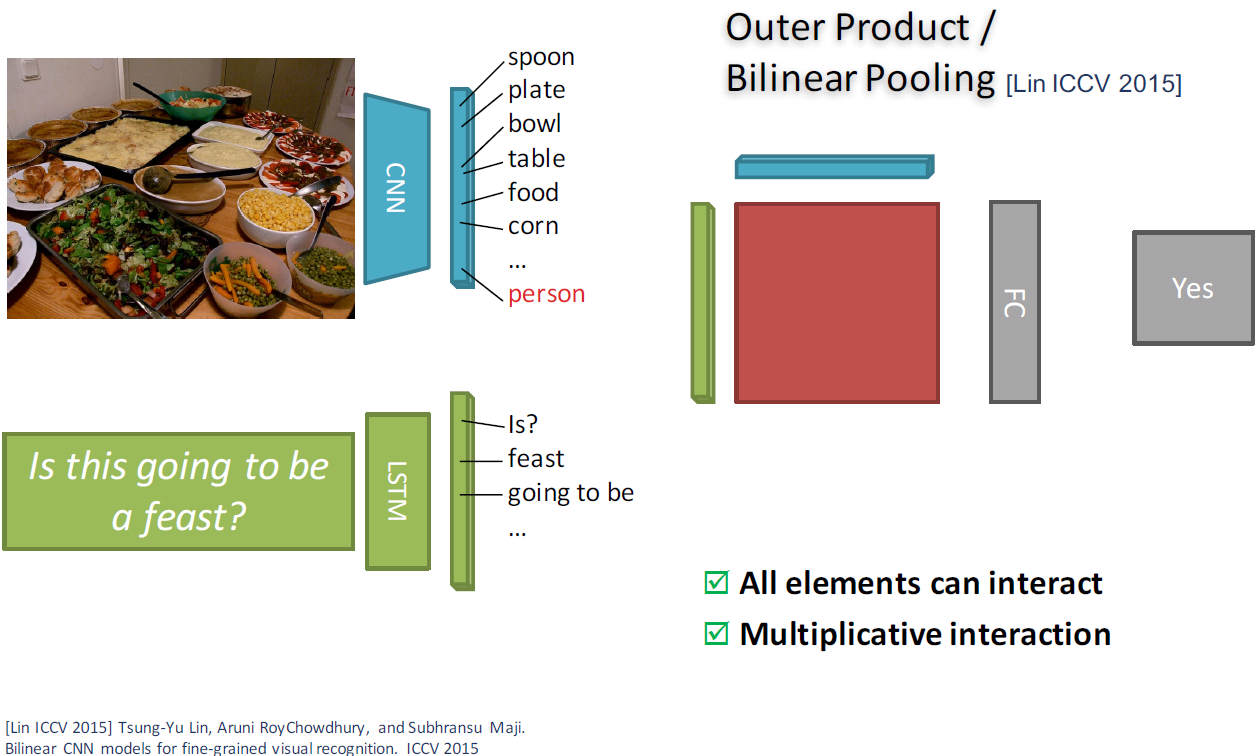 Outer Product /
Bilinear Pooling [Lin ICCV 2015]
CNN
spoon
plate
bowl
table
food
corn
...
person
Is this going to be
a feast?
LSTM
Is?
feast
going to be
...
FC
Yes
All elements can interact
Multiplicative interaction
[Lin ICCV 2015] Tsung-Yu Lin, Aruni RoyChowdhury, and Subhransu Maji.
Bilinear CNN models for fine-grained visual recognition. ICCV 2015